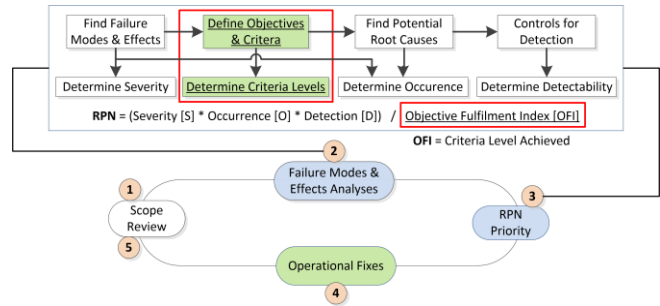 Find Failure
Modes & Effects
Define Objectives
& Critera
Find Potential
Root Causes
Controls for
Detection
Determine Severity
Determine Criteria Levels
Determine Occurence
Determine Detectability
RPN = (Severity [S] * Occurrence [O] * Detection [D]) / Objective Fulfilment Index [OFI]
OFI = Criteria Level Achieved
2
Failure Modes &
Effects Analyses
1
Scope
Review
5
3
RPN
Priority
Operational Fixes
4